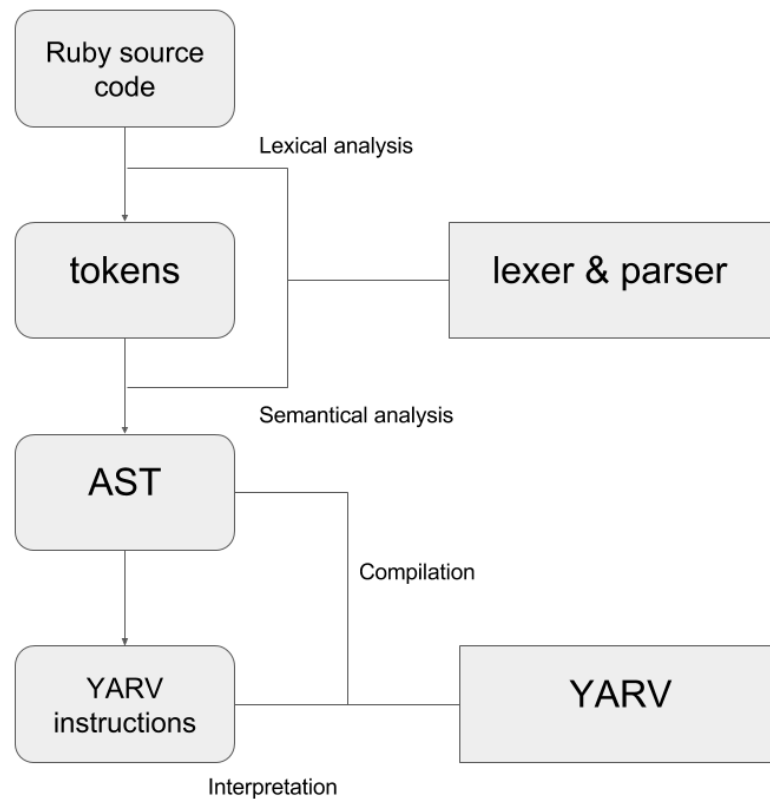 Ruby source
code
Lexical analysis
tokens
lexer & parser
Semantical analysis
AST
Compilation
YARV
instructions
YARV
Interpretation